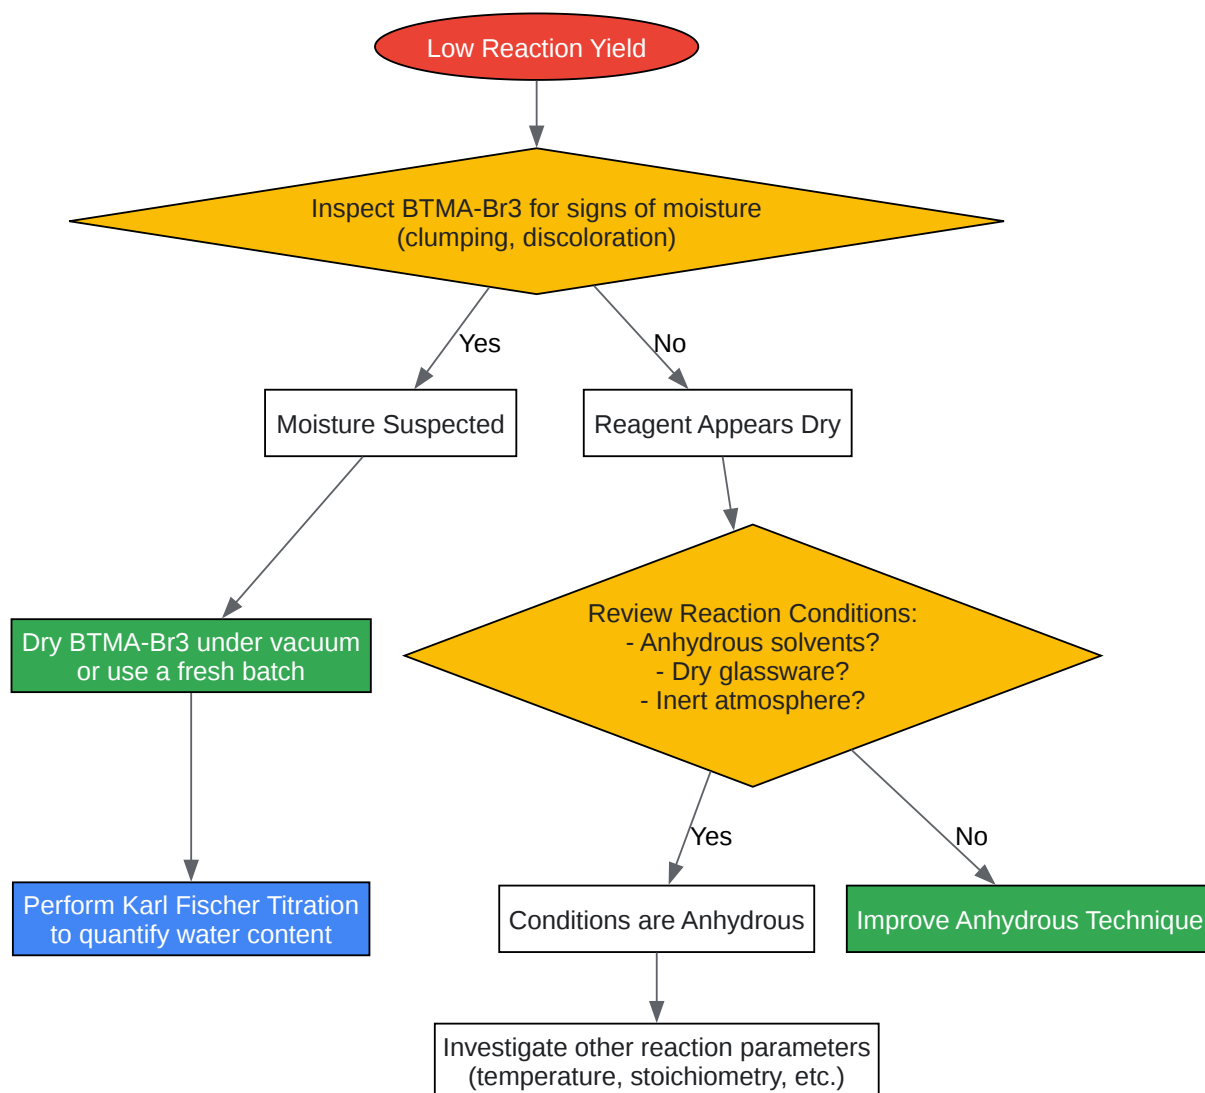 Low Reaction Yield
Inspect BTMA-Br3 for signs of moisture
(clumping, discoloration)
Yes
No
Moisture Suspected
Reagent Appears Dry
Dry BTMA-Br3 under vacuum
or use a fresh batch
Review Reaction Conditions:
- Anhydrous solvents?
- Dry glassware?
- Inert atmosphere?
Yes
No
Perform Karl Fischer Titration
to quantify water content
Conditions are Anhydrous
Improve Anhydrous Technique
Investigate other reaction parameters
(temperature, stoichiometry, etc.)